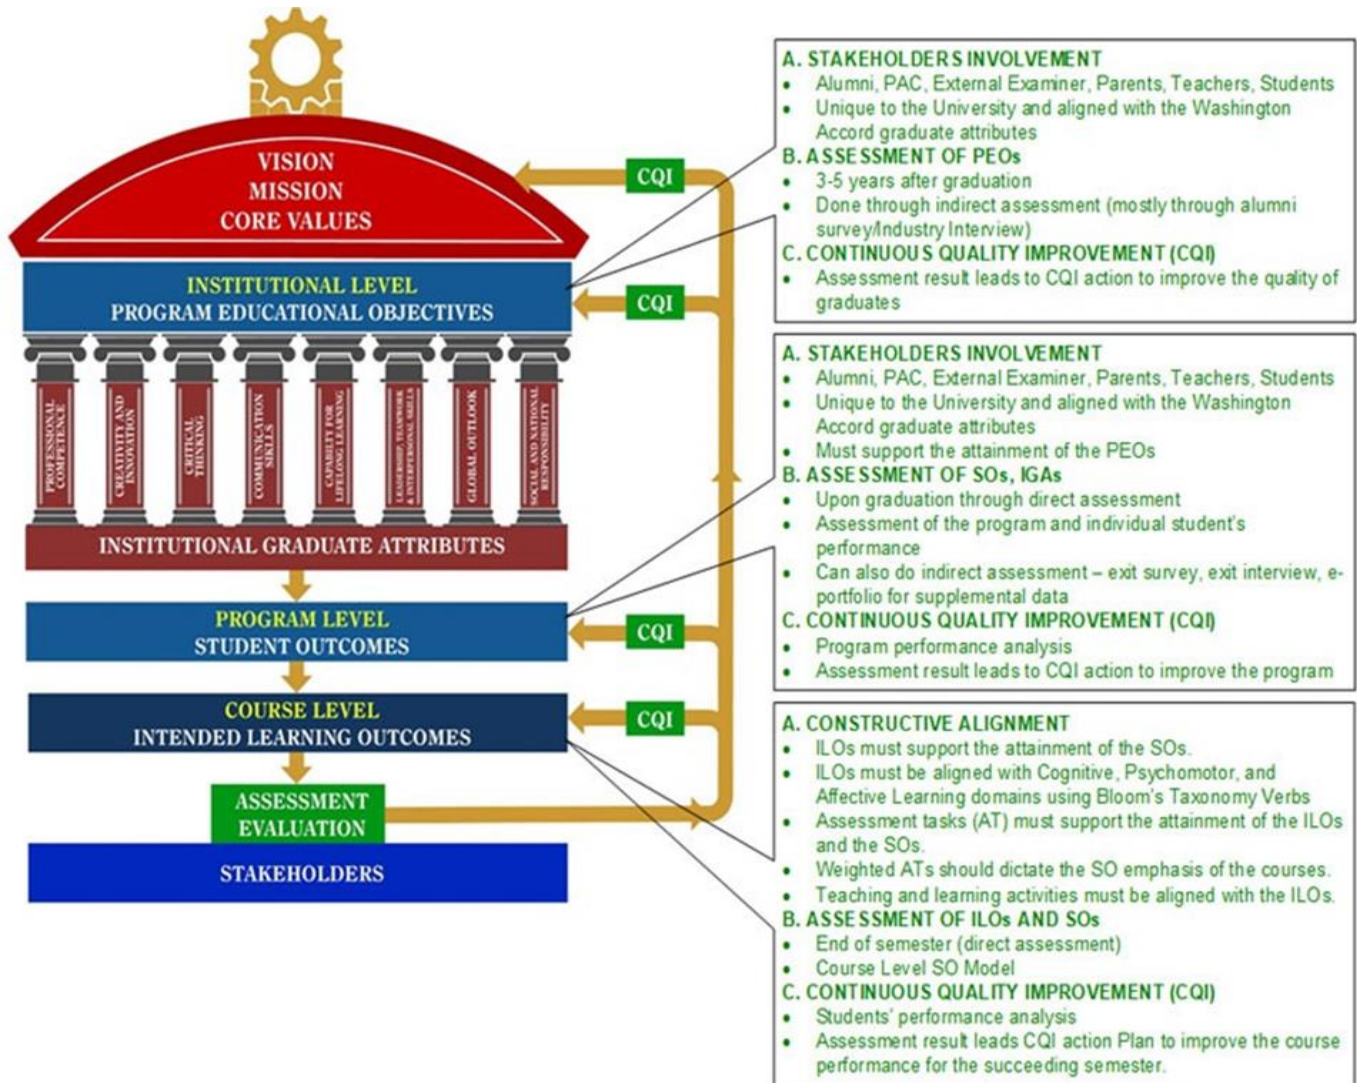 VISION
MISSION
CORE VALUES
INSTITUTIONAL LEVEL
PROGRAM EDUCATIONAL OBJECTIVES
PROFESSIONAL
COMPETENCE
CREATIVITY AND
INNOVATION
CRITICAL
THINKING
COMMUNICATION
SKILLS
CAPABILITY FOR
LIFELONG LEARNING
LEADERSHIP, TEAMWORK
& INTERPERSONAL SKILLS
GLOBAL OUTLOOK
SOCIAL AND NATIONAL
RESPONSIBILITY
INSTITUTIONAL GRADUATE ATTRIBUTES
PROGRAM LEVEL
STUDENT OUTCOMES
COURSE LEVEL
INTENDED LEARNING OUTCOMES
ASSESSMENT
EVALUATION
STAKEHOLDERS
CQI
CQI
CQI
CQI
A. STAKEHOLDERS INVOLVEMENT
• Alumni, PAC, External Examiner, Parents, Teachers, Students
• Unique to the University and aligned with the Washington
Accord graduate attributes
B. ASSESSMENT OF PEOs
• 3-5 years after graduation
• Done through indirect assessment (mostly through alumni
survey/Industry Interview)
C. CONTINUOUS QUALITY IMPROVEMENT (CQI)
• Assessment result leads to CQI action to improve the quality of
graduates
A. STAKEHOLDERS INVOLVEMENT
• Alumni, PAC, External Examiner, Parents, Teachers, Students
• Unique to the University and aligned with the Washington
Accord graduate attributes
• Must support the attainment of the PEOs
B. ASSESSMENT OF SOs, IGAs
• Upon graduation through direct assessment
• Assessment of the program and individual student's
performance
• Can also do indirect assessment – exit survey, exit interview, e-
portfolio for supplemental data
C. CONTINUOUS QUALITY IMPROVEMENT (CQI)
• Program performance analysis
• Assessment result leads to CQI action to improve the program
A. CONSTRUCTIVE ALIGNMENT
• ILOs must support the attainment of the SOs.
• ILOs must be aligned with Cognitive, Psychomotor, and
Affective Learning domains using Bloom's Taxonomy Verbs
• Assessment tasks (AT) must support the attainment of the ILOs
and the SOs.
• Weighted ATs should dictate the SO emphasis of the courses.
• Teaching and learning activities must be aligned with the ILOs.
B. ASSESSMENT OF ILOs AND SOs
• End of semester (direct assessment)
• Course Level SO Model
C. CONTINUOUS QUALITY IMPROVEMENT (CQI)
• Students' performance analysis
• Assessment result leads CQI action Plan to improve the course
performance for the succeeding semester.